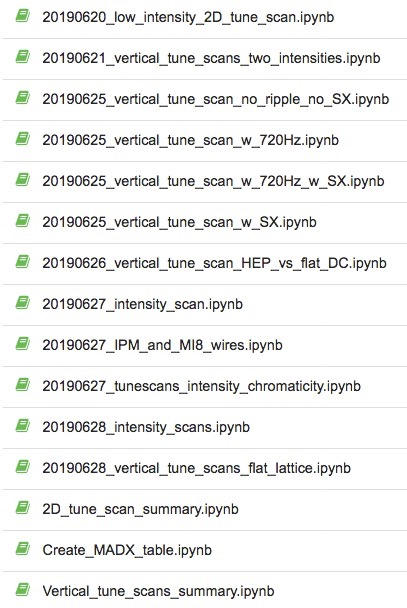 20190620_low_intensity_2D_tune_scan.ipynb
20190621_vertical_tune_scans_two_intensities.ipynb
20190625_vertical_tune_scan_no_ripple_no_SX.ipynb
20190625_vertical_tune_scan_w_720Hz.ipynb
20190625_vertical_tune_scan_w_720Hz_w_SX.ipynb
20190625_vertical_tune_scan_w_SX.ipynb
20190626_vertical_tune_scan_HEP_vs_flat_DC.ipynb
20190627_intensity_scan.ipynb
20190627_IPM_and_MI8_wires.ipynb
20190627_tunescans_intensity_chromaticity.ipynb
20190628_intensity_scans.ipynb
20190628_vertical_tune_scans_flat_lattice.ipynb
2D_tune_scan_summary.ipynb
Create_MADX_table.ipynb
Vertical_tune_scans_summary.ipynb